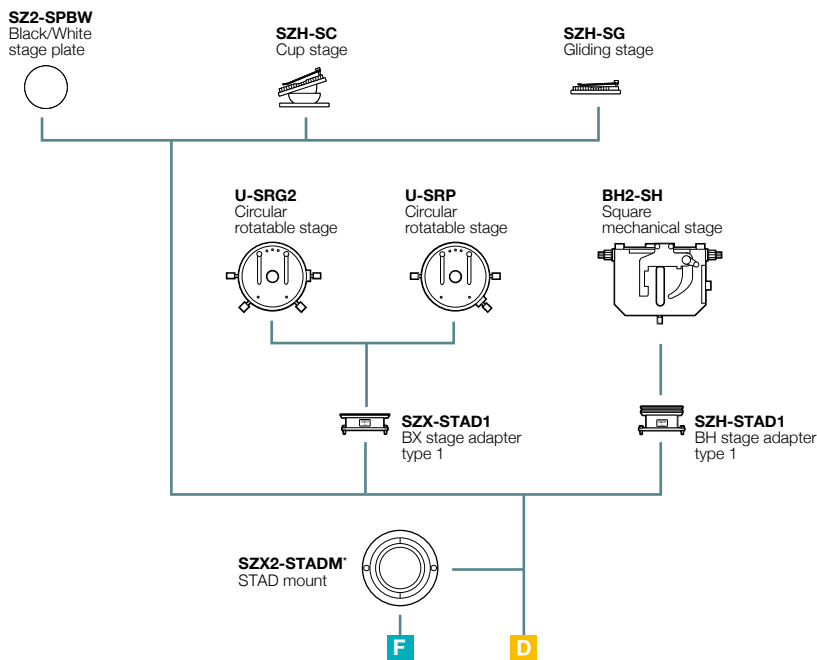 SZ2-SPBW
Black/White
stage plate
SZH-SC
Cup stage
SZH-SG
Gliding stage
U-SRG2
Circular
rotatable stage
U-SRP
Circular
rotatable stage
BH2-SH
Square
mechanical stage
SZX-STAD1
BX stage adapter
type 1
SZH-STAD1
BH stage adapter
type 1
SZX2-STADM*
STAD mount
F
D